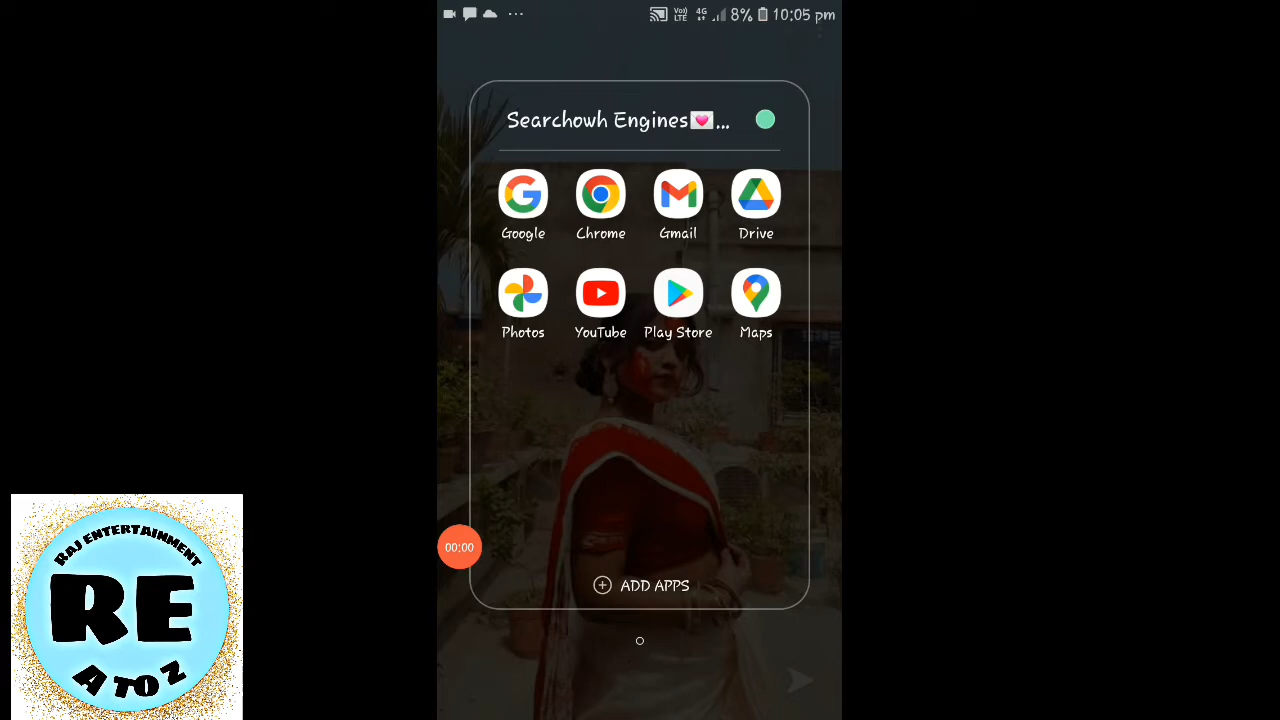 8% 10:05 pm
Searchowh Engines💌...
Google Chrome Gmail Drive
Photos YouTube Play Store Maps
00:00
ADD APPS
RAJ ENTERTAINMENT
RE
A TO Z